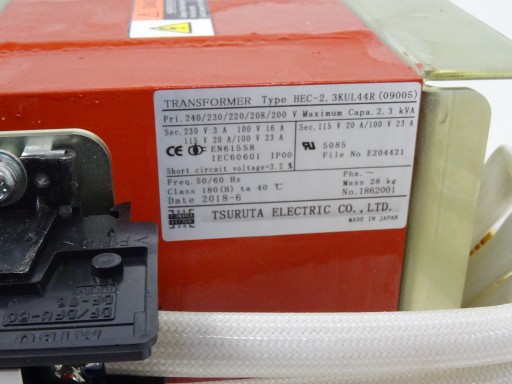 TRANSFORMER Type HEC-2.3KUL44R (09005)
Pri. 240/230/220/208/200 V Maximum Capa. 2.3 kVA
Sec. 230 V 3 A 100 V 16 A
115 V 20 A/100 V 23 A
Sec. 115 V 20 A/100 V 23 A
CE EN61558
IEC60601 IP00
5085
File No E204421
Short circuit voltage=3.2 %
Freq. 50/60 Hz
Pha. ~
Class 180(H) ta 40 ℃
Mass 28 kg
Date 2018-6
No. 1862001
TSURUTA ELECTRIC CO., LTD.
MADE IN JAPAN